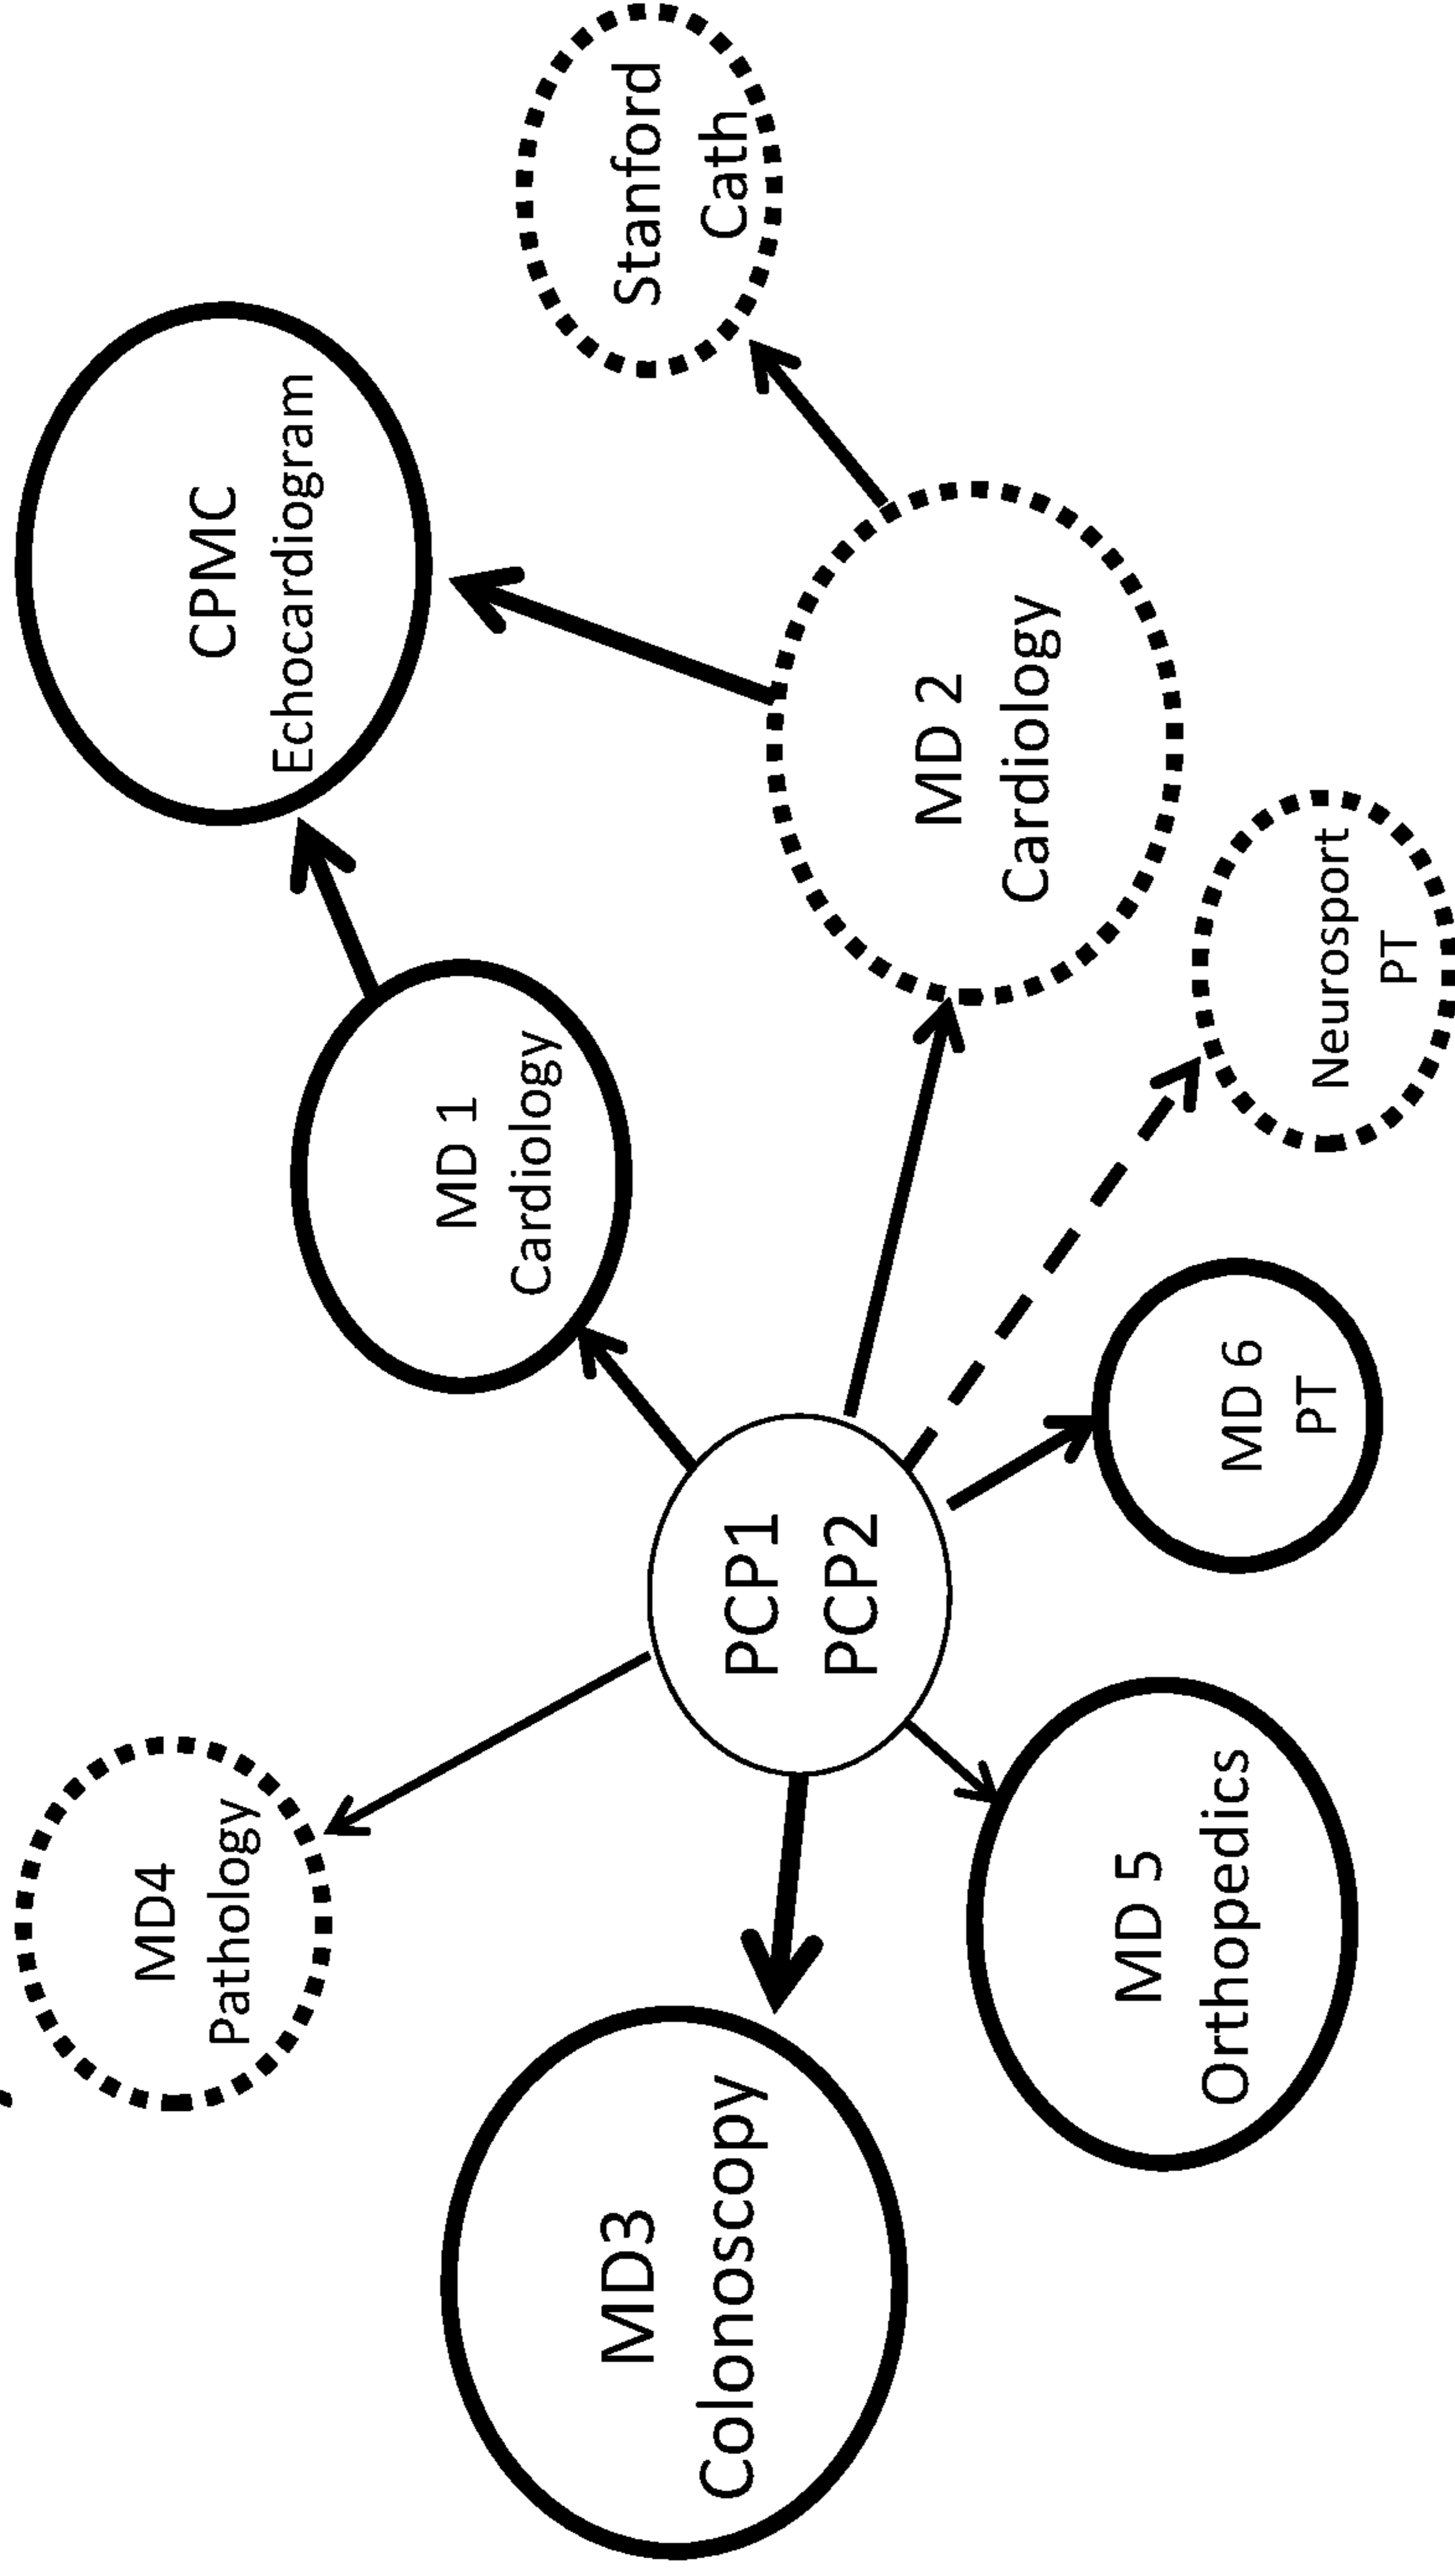 MD4
Pathology
CPMC
Echocardiogram
MD 1
Cardiology
Stanford
Cath
MD3
Colonoscopy
PCP1
PCP2
MD 2
Cardiology
MD 5
Orthopedics
MD 6
PT
Neurosport
PT